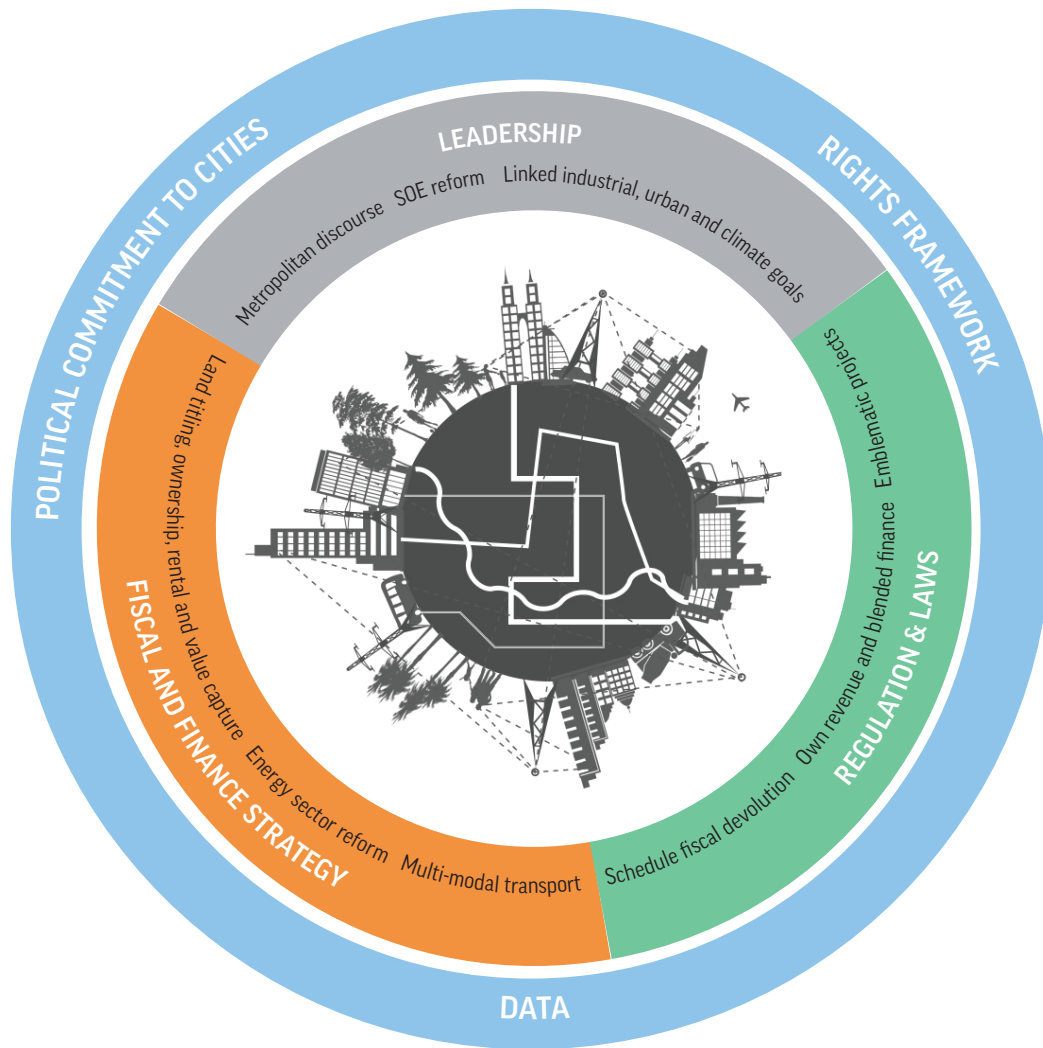 POLITICAL COMMITMENT TO CITIES
RIGHTS FRAMEWORK
DATA
LEADERSHIP
Metropolitan discourse
SOE reform
Linked industrial, urban and climate goals
REGULATION & LAWS
Emblematic projects
Own revenue and blended finance
Schedule fiscal devolution
FISCAL AND FINANCE STRATEGY
Land titling, ownership, rental and value capture
Energy sector reform
Multi-modal transport